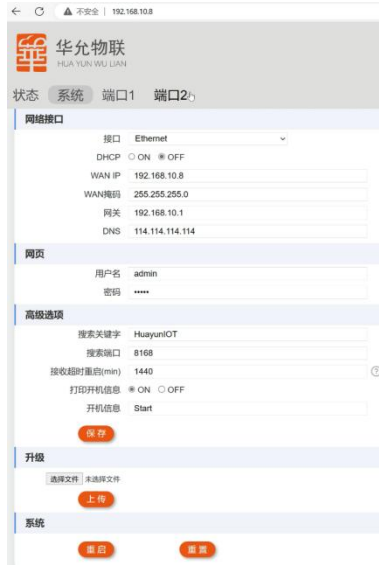 不安全 | 192.168.10.8
华允物联
HUA YUN WU LIAN
状态 系统 端口1 端口2
网络接口
接口 Ethernet
DHCP ON OFF
WAN IP 192.168.10.8
WAN掩码 255.255.255.0
网关 192.168.10.1
DNS 114.114.114.114
网页
用户名 admin
密码 •••••
高级选项
搜索关键字 HuayunIOT
搜索端口 8168
接收超时重启(min) 1440 ?
打印开机信息 ON OFF
开机信息 Start
保存
升级
选择文件 未选择文件
上传
系统
重启 重置